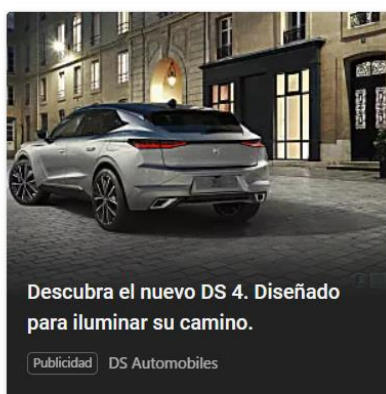 Descubra el nuevo DS 4. Diseñado
para iluminar su camino.
Publicidad DS Automobiles